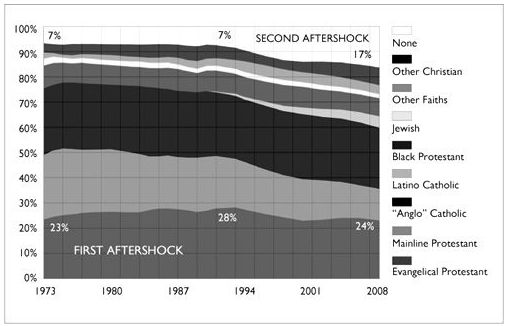 100%
90%
80%
70%
60%
50%
40%
30%
20%
10%
0%
7%
7%
SECOND AFTERSHOCK
17%
23%
28%
24%
FIRST AFTERSHOCK
1973
1980
1987
1994
2001
2008
None
Other Christian
Other Faiths
Jewish
Black Protestant
Latino Catholic
“Anglo” Catholic
Mainline Protestant
Evangelical Protestant